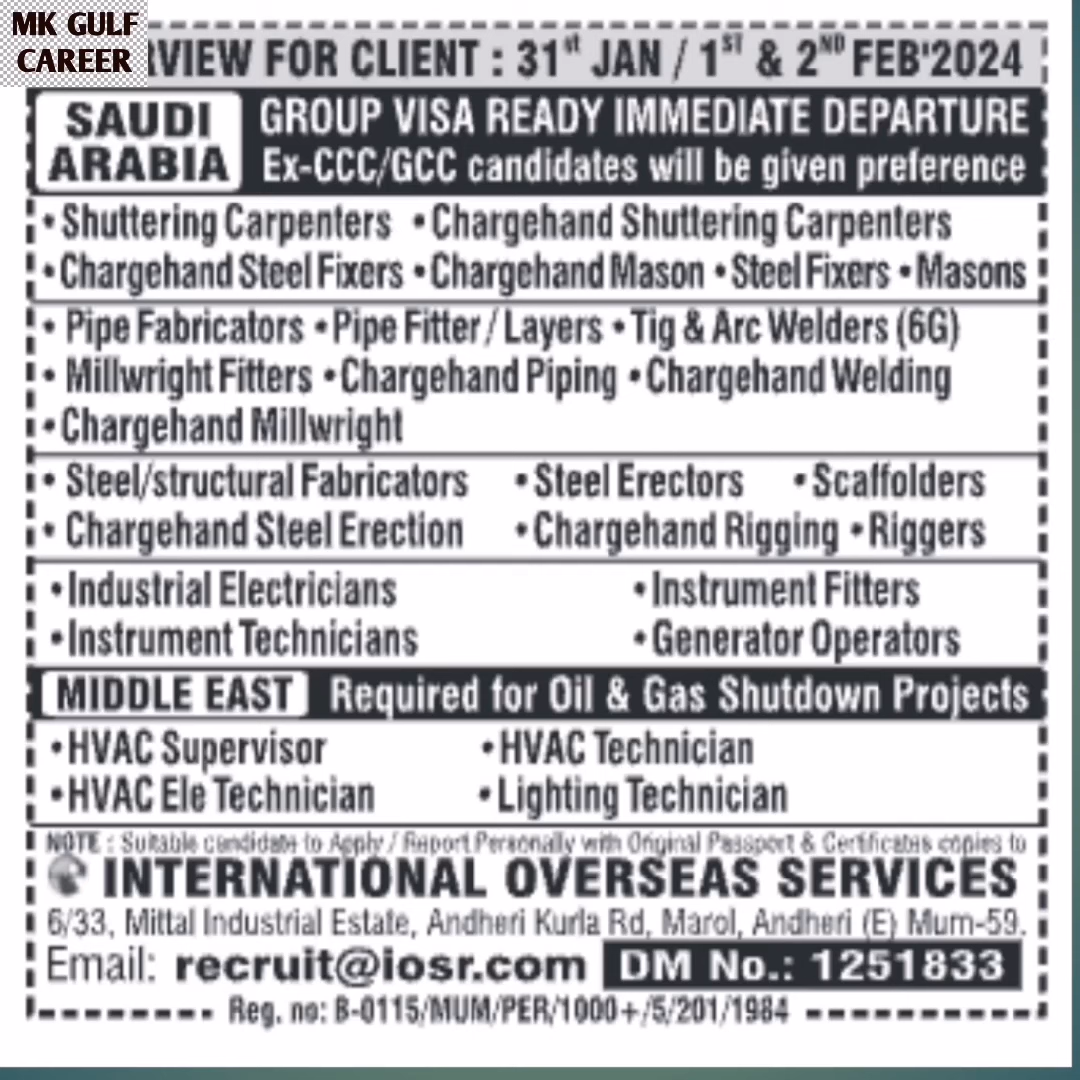 MK GULF
CAREER
RVIEW FOR CLIENT : 31st JAN / 1ST & 2ND FEB'2024
SAUDI
ARABIA
GROUP VISA READY IMMEDIATE DEPARTURE
Ex-CCC/GCC candidates will be given preference
• Shuttering Carpenters • Chargehand Shuttering Carpenters
• Chargehand Steel Fixers • Chargehand Mason • Steel Fixers • Masons
• Pipe Fabricators • Pipe Fitter / Layers • Tig & Arc Welders (6G)
• Millwright Fitters • Chargehand Piping • Chargehand Welding
• Chargehand Millwright
• Steel/structural Fabricators • Steel Erectors • Scaffolders
• Chargehand Steel Erection • Chargehand Rigging • Riggers
• Industrial Electricians • Instrument Fitters
• Instrument Technicians • Generator Operators
MIDDLE EAST Required for Oil & Gas Shutdown Projects
• HVAC Supervisor • HVAC Technician
• HVAC Ele Technician • Lighting Technician
NOTE : Suitable candidate to Apply / Report Personally with Original Passport & Certificates copies to
INTERNATIONAL OVERSEAS SERVICES
6/33, Mittal Industrial Estate, Andheri Kurla Rd, Marol, Andheri (E) Mum-59.
Email: recruit@iosr.com DM No.: 1251833
Reg. no: B-0115/MUM/PER/1000+/5/201/1984